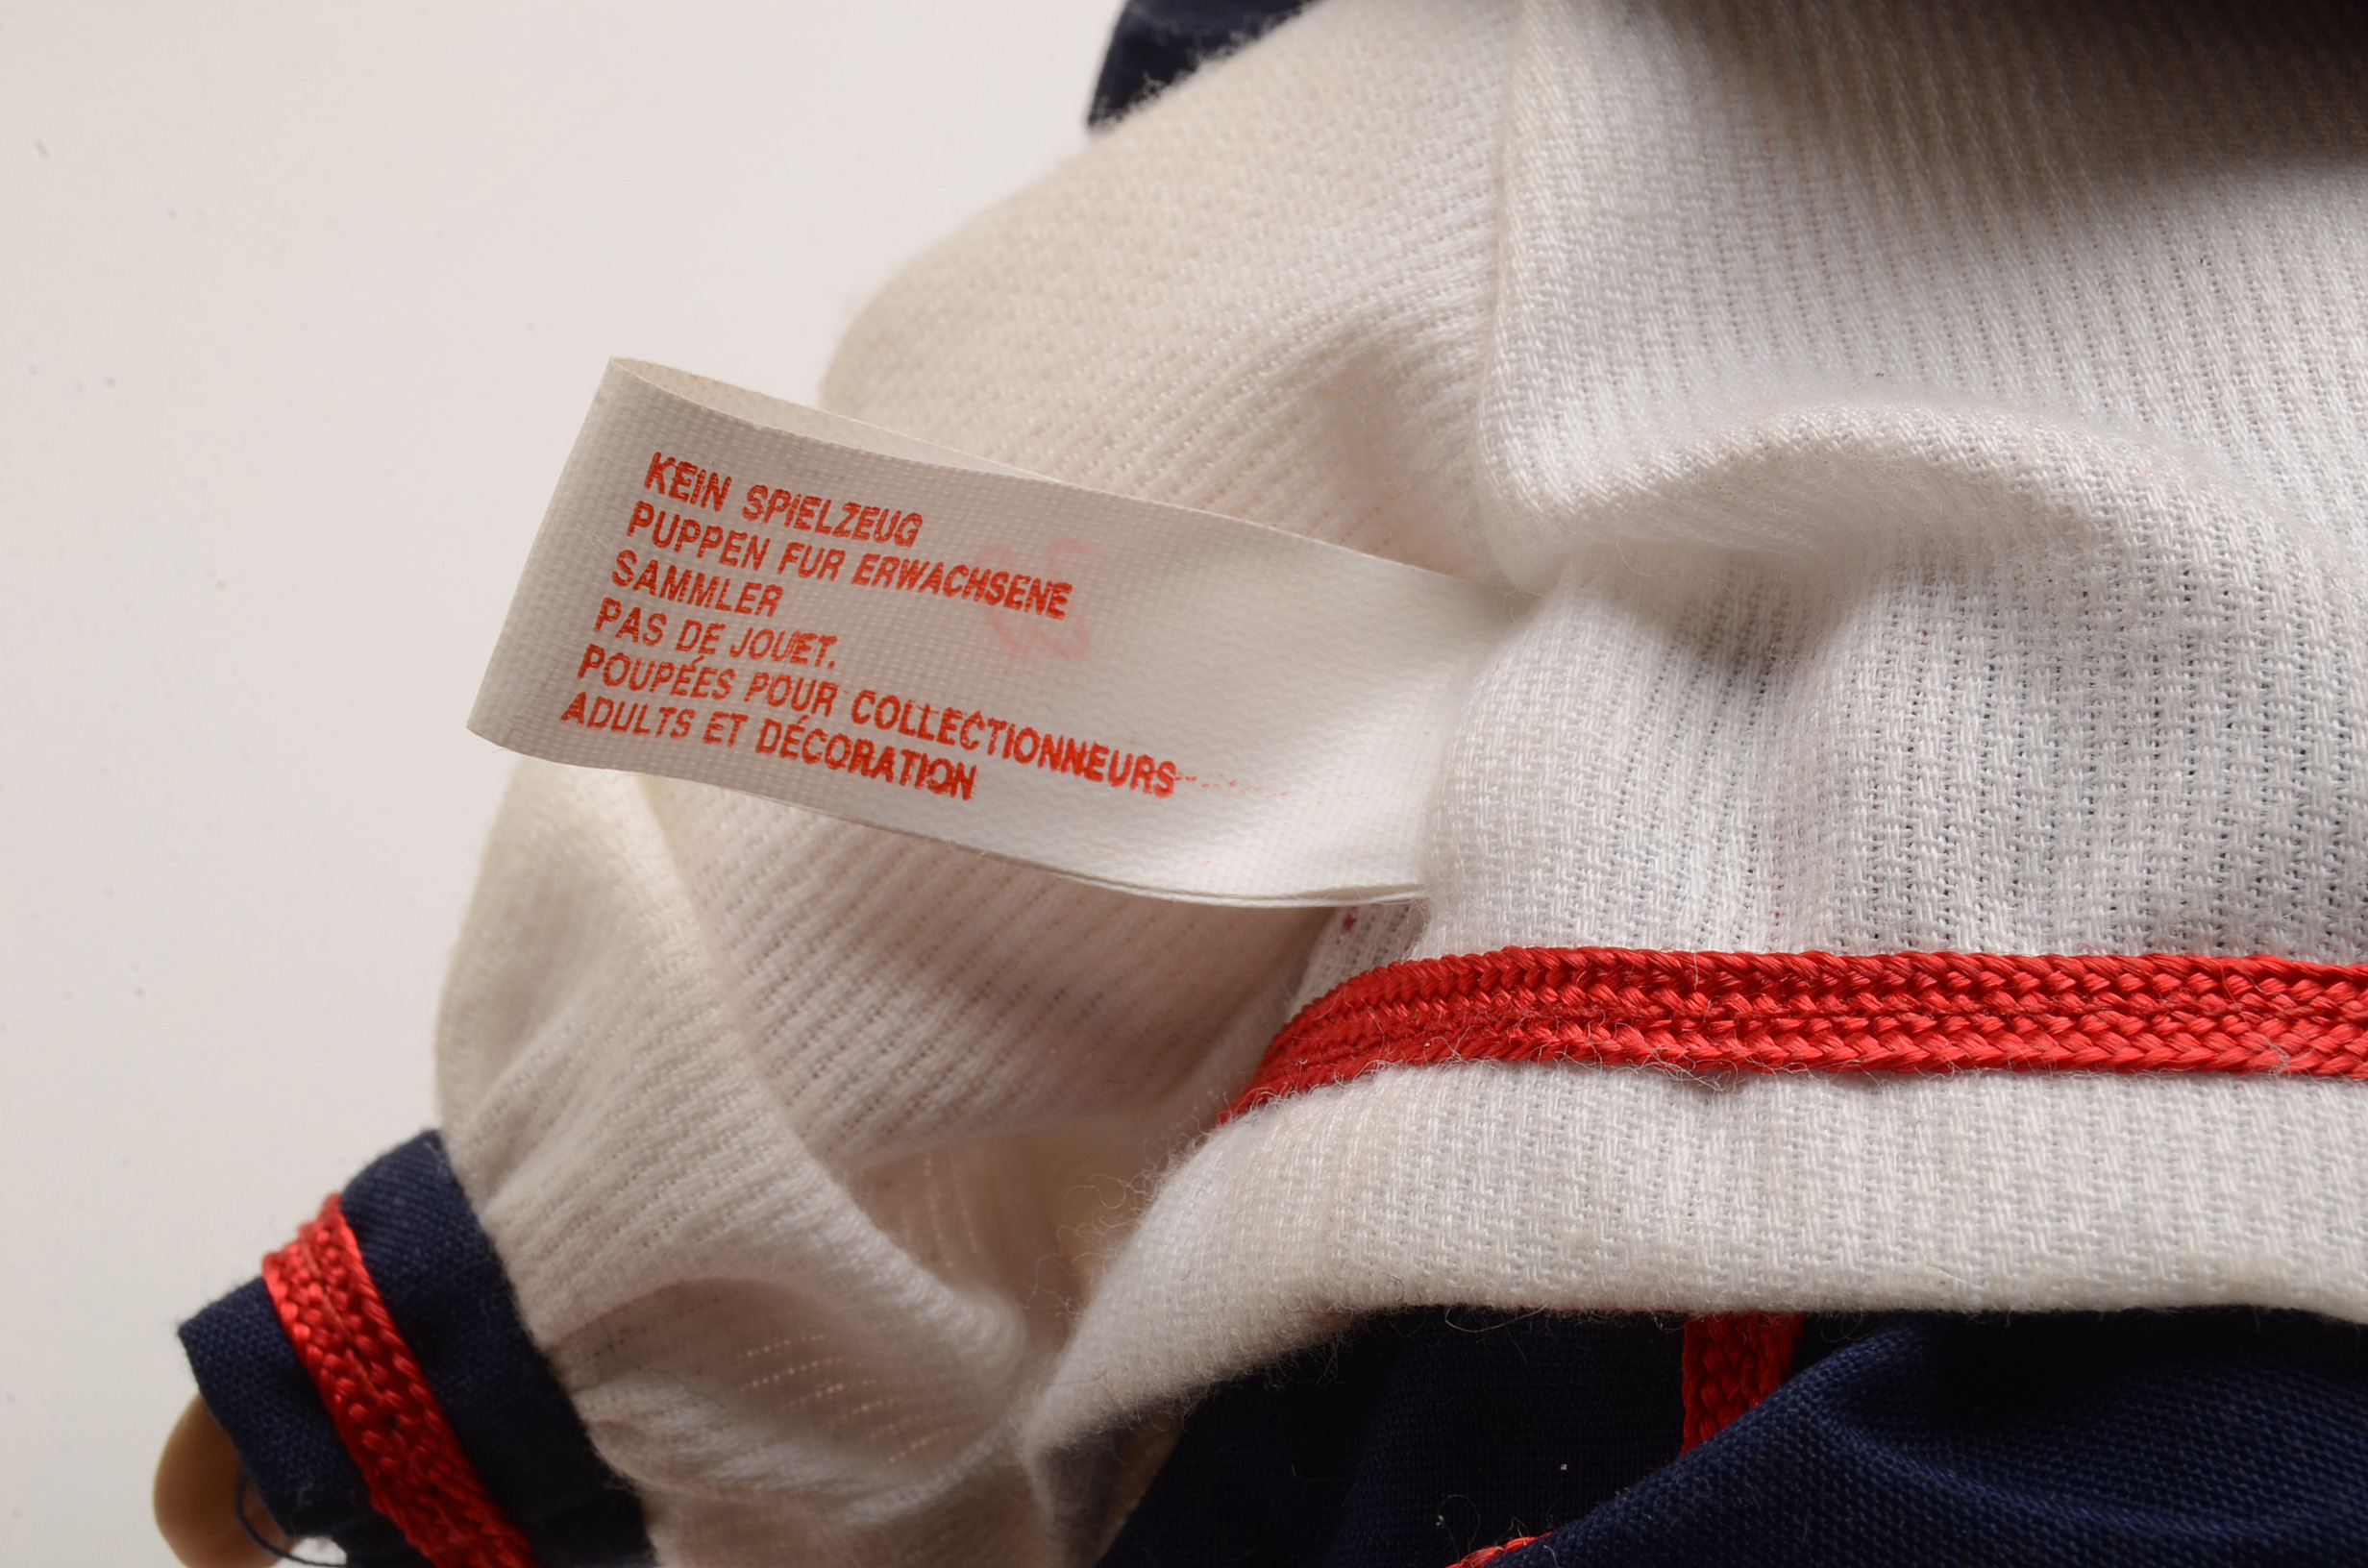 KEIN SPIELZEUG
PUPPEN FUR ERWACHSENE
SAMMLER
PAS DE JOUET.
POUPÉES POUR COLLECTIONNEURS
ADULTS ET DÉCORATION